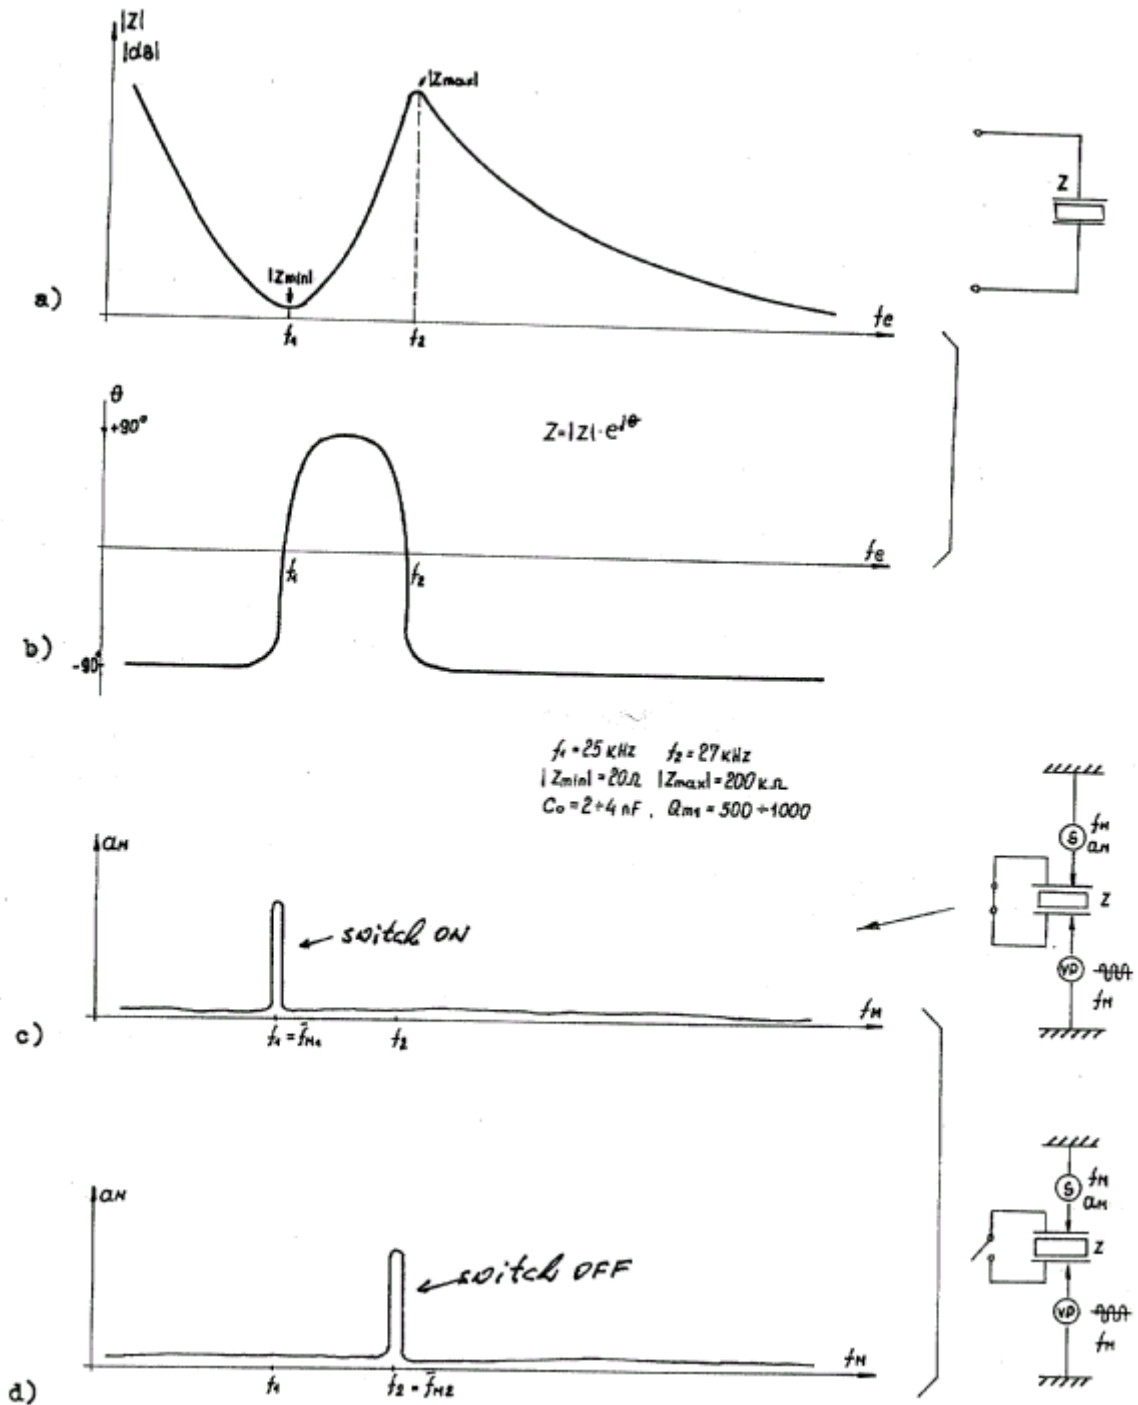 |Z|
|dB|
|Zmax|
Z
|Zmin|
a)
f1
f2
fe
θ
+90°
Z=|Z|·e^jθ
f1
f2
fe
b)
-90°
f1 = 25 kHz f2 = 27 kHz
|Zmin| = 20Ω |Zmax| = 200 kΩ
C0 = 2÷4 nF, Qm1 = 500÷1000
aM
switch ON
fM
S
aM
Z
VP
fM
c)
f1 = fM1
f2
fM
aM
switch OFF
S
fM
aM
Z
VP
fM
d)
f1
f2 = fM2
fM